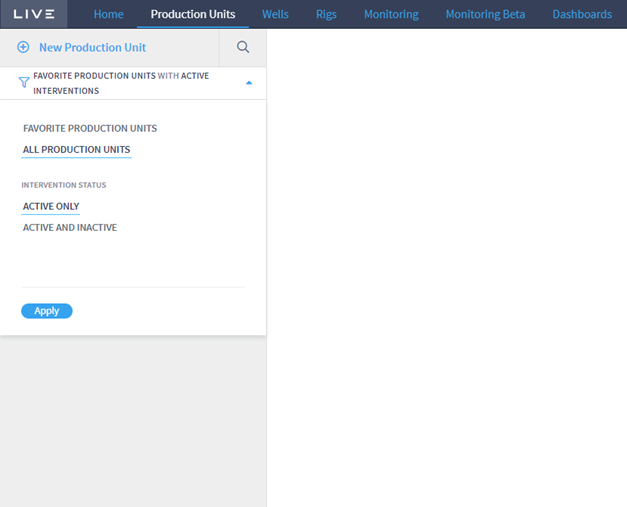 LIVE Home Production Units Wells Rigs Monitoring Monitoring Beta Dashboards
New Production Unit
FAVORITE PRODUCTION UNITS WITH ACTIVE
INTERVENTIONS
FAVORITE PRODUCTION UNITS
ALL PRODUCTION UNITS
INTERVENTION STATUS
ACTIVE ONLY
ACTIVE AND INACTIVE
Apply